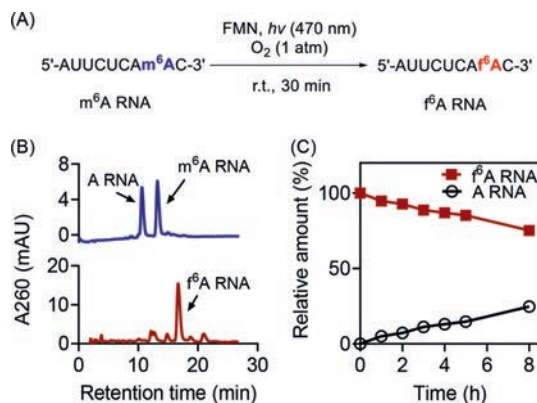 (A)
FMN, hv (470 nm)
O₂ (1 atm)
5'-AUUCUCAm⁶AC-3'
5'-AUUCUCAf⁶AC-3'
r.t., 30 min
m⁶A RNA
f⁶A RNA
(B)
(C)
8
4
0
A RNA
m⁶A RNA
20
10
0
f⁶A RNA
A260 (mAU)
0
10
20
30
Retention time (min)
f⁶A RNA
A RNA
100
50
0
Relative amount (%)
0
2
4
6
8
Time (h)